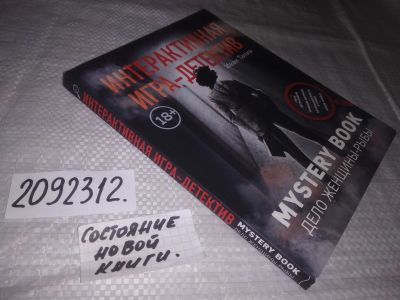 ИНТЕРАКТИВНАЯ
ИГРА-ДЕТЕКТИВ
18+
MYSTERY BOOK
ДЕЛО ЖЕНЩИНЫ-РЫБЫ
ИНТЕРАКТИВНАЯ ИГРА-ДЕТЕКТИВ
MYSTERY BOOK
2092312.
СОСТОЯНИЕ
НОВОЙ
КНИГИ.